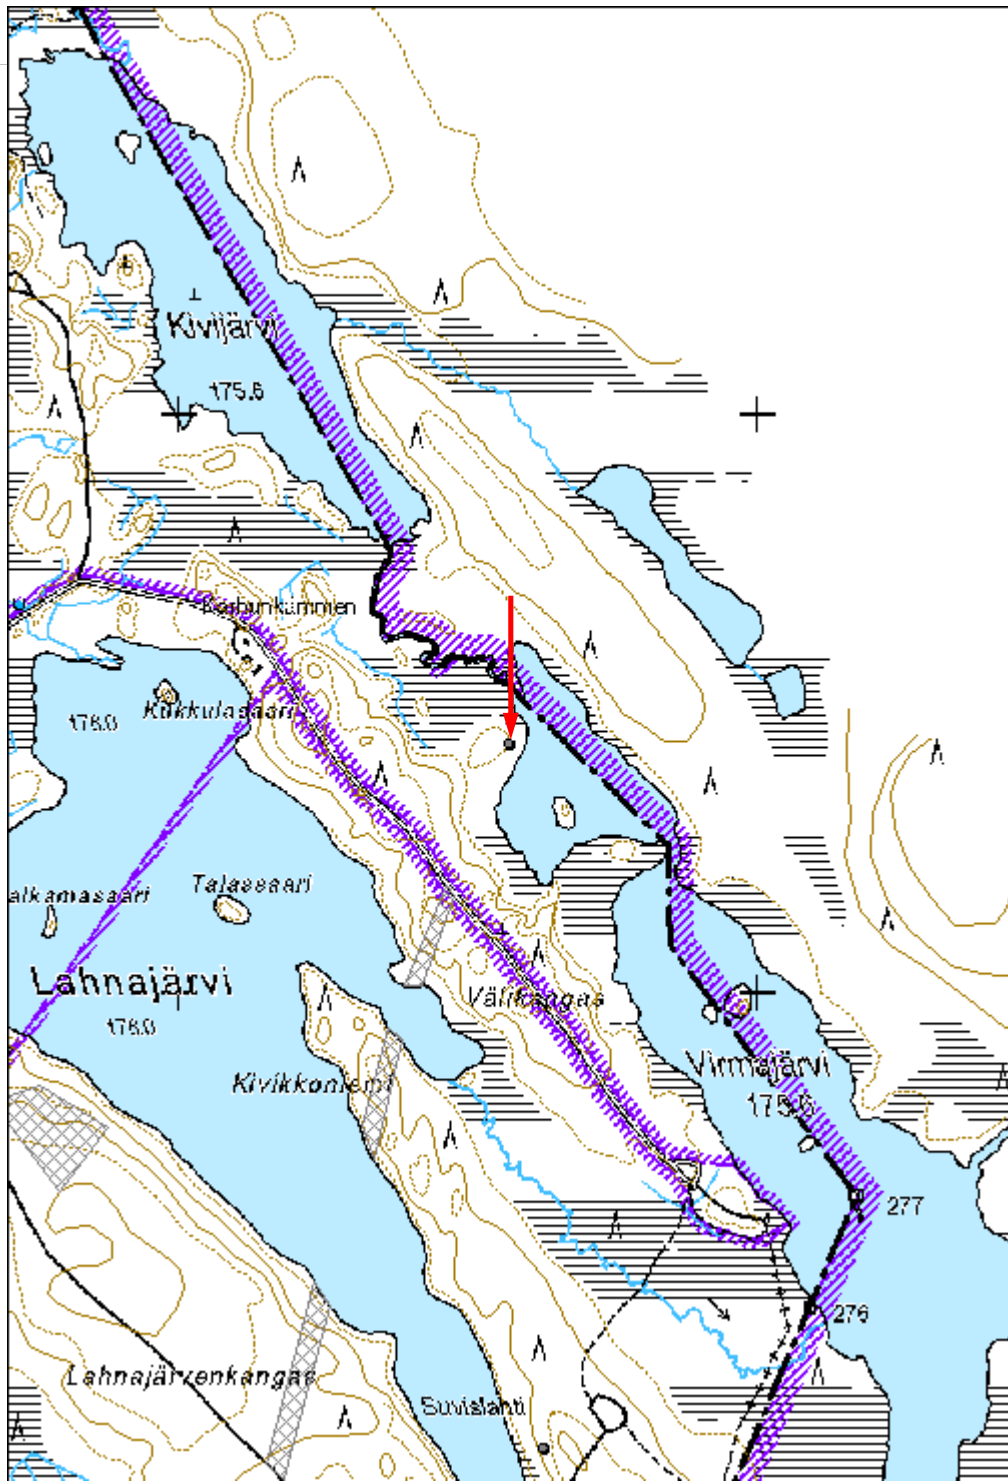 Kivijärvi
175.6
176.0
Kukkulasaari
Talassaari
alkamasaari
Lahnajärvi
176.0
Välikangas
Kivikkoniemi
Virmajärvi
175.6
277
276
Lahnajärvenkangas
Suvislahti